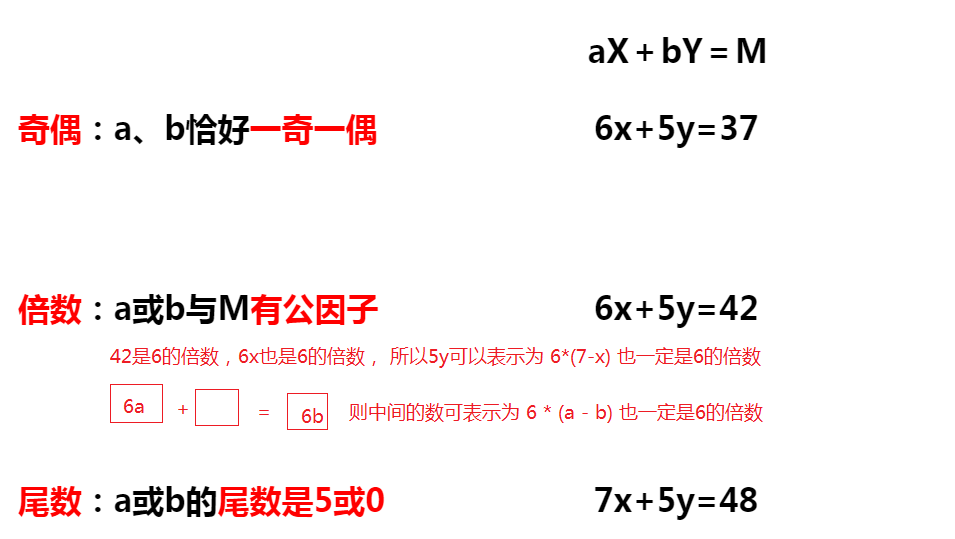 aX+bY=M
奇偶：a、b恰好一奇一偶 6x+5y=37
倍数：a或b与M有公因子 6x+5y=42
42是6的倍数，6x也是6的倍数， 所以5y可以表示为 6*(7-x) 也一定是6的倍数
6a + = 6b 则中间的数可表示为 6 * (a - b) 也一定是6的倍数
尾数：a或b的尾数是5或0 7x+5y=48